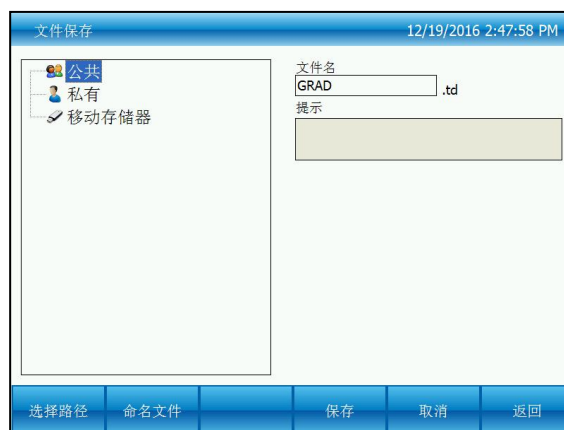 文件保存 12/19/2016 2:47:58 PM
公共
私有
移动存储器
文件名
GRAD .td
提示
选择路径 命名文件 保存 取消 返回